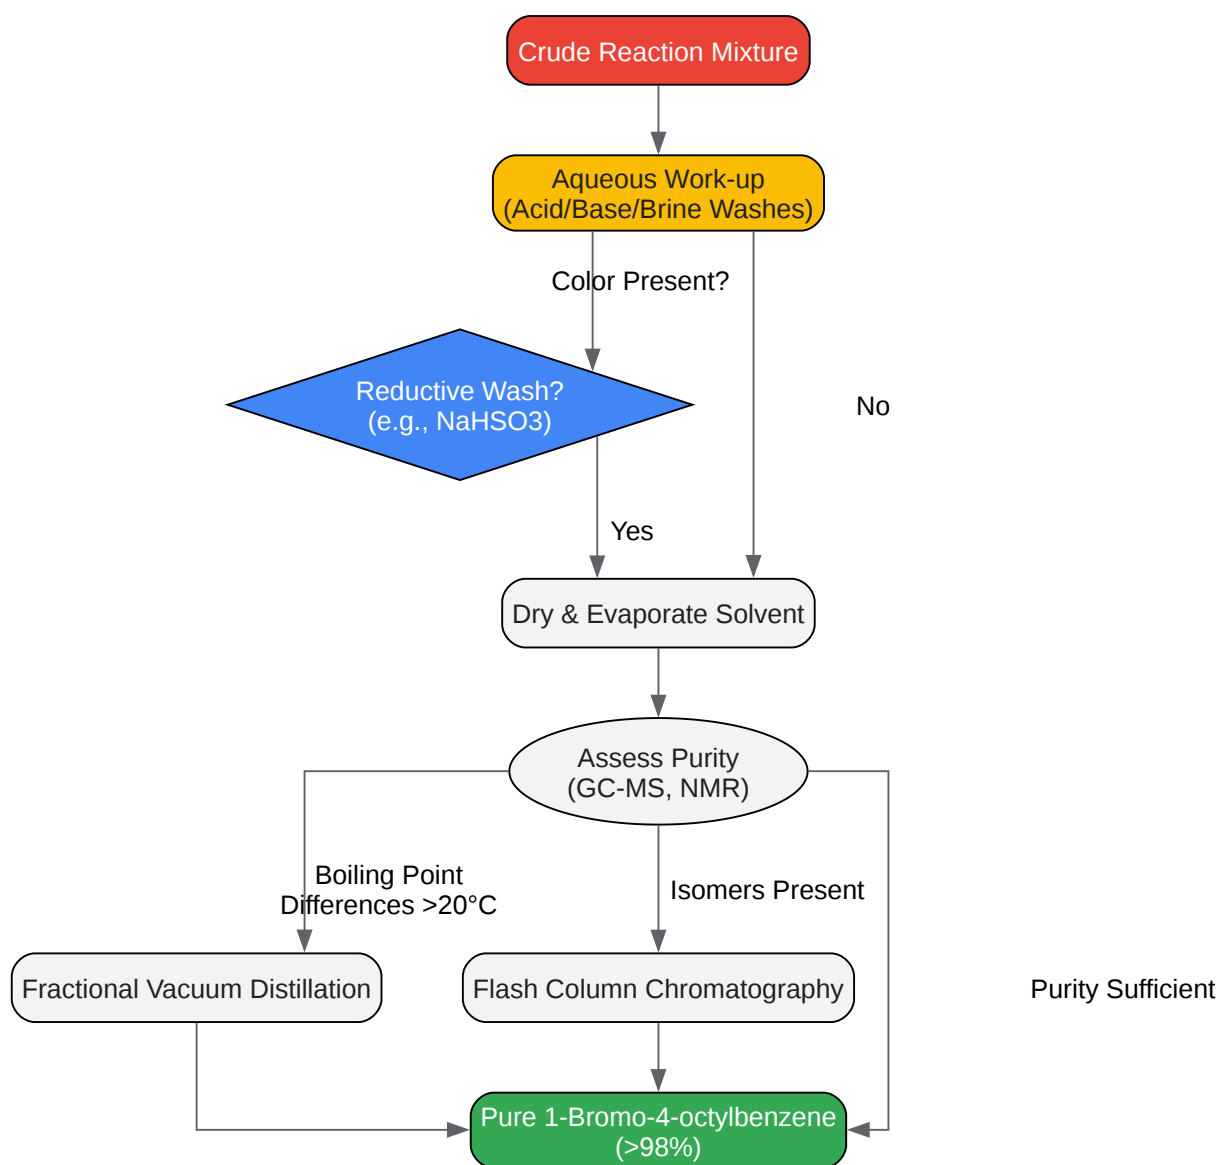 Crude Reaction Mixture
Aqueous Work-up
(Acid/Base/Brine Washes)
Color Present?
Reductive Wash?
(e.g., NaHSO3)
No
Yes
Dry & Evaporate Solvent
Assess Purity
(GC-MS, NMR)
Boiling Point
Differences >20°C
Isomers Present
Fractional Vacuum Distillation
Flash Column Chromatography
Purity Sufficient
Pure 1-Bromo-4-octylbenzene
(>98%)